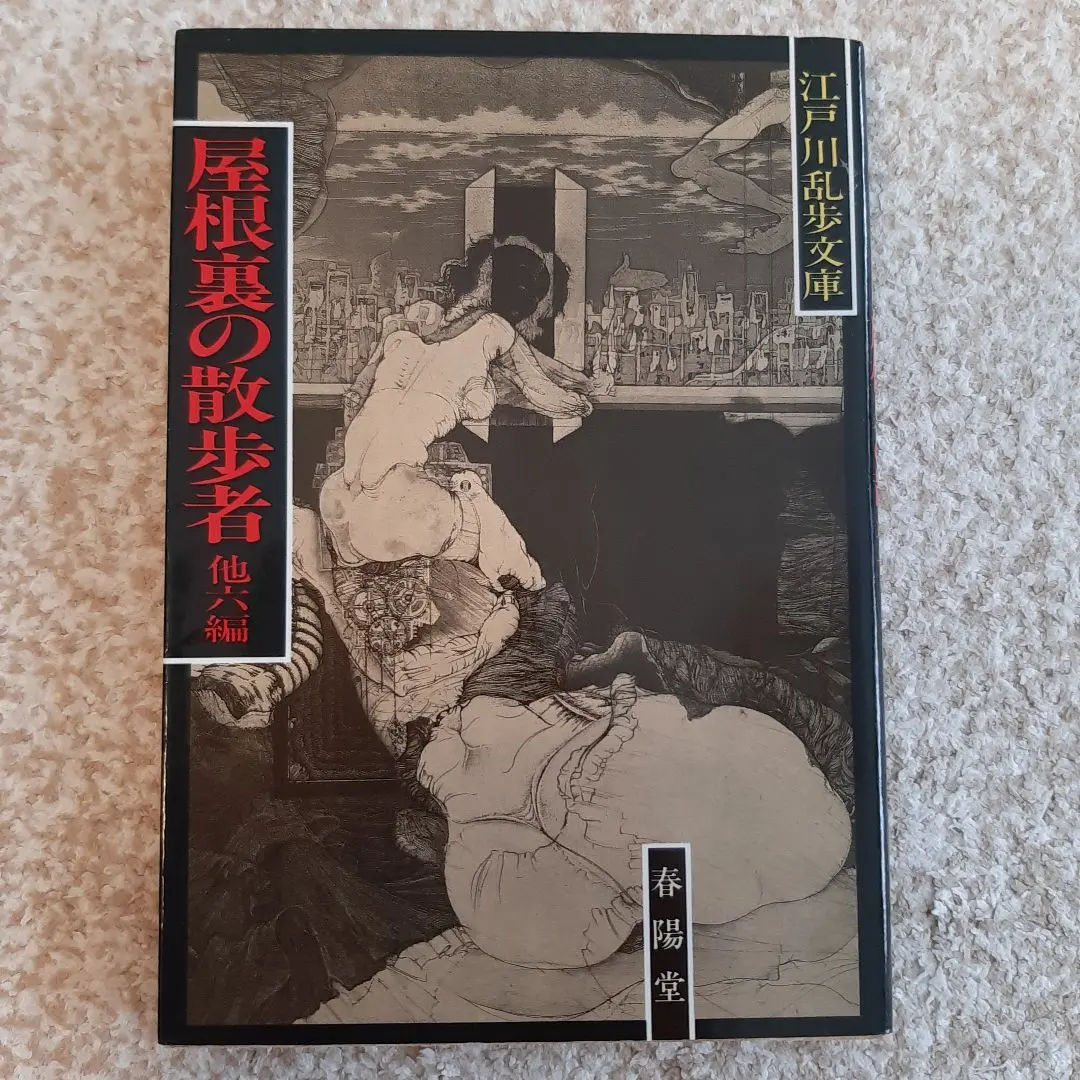 江戸川乱歩文庫
屋根裏の散歩者
他六編
春陽堂